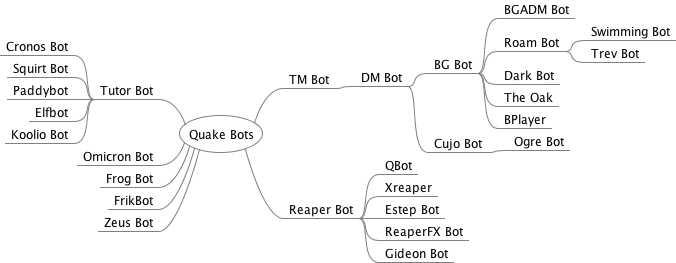 Quake Bots
Tutor Bot
Cronos Bot
Squirt Bot
Paddybot
Elfbot
Koolio Bot
Omicron Bot
Frog Bot
FrikBot
Zeus Bot
TM Bot
DM Bot
BG Bot
BGADM Bot
Roam Bot
Swimming Bot
Trev Bot
Dark Bot
The Oak
BPlayer
Cujo Bot
Ogre Bot
Reaper Bot
QBot
Xreaper
Estep Bot
ReaperFX Bot
Gideon Bot